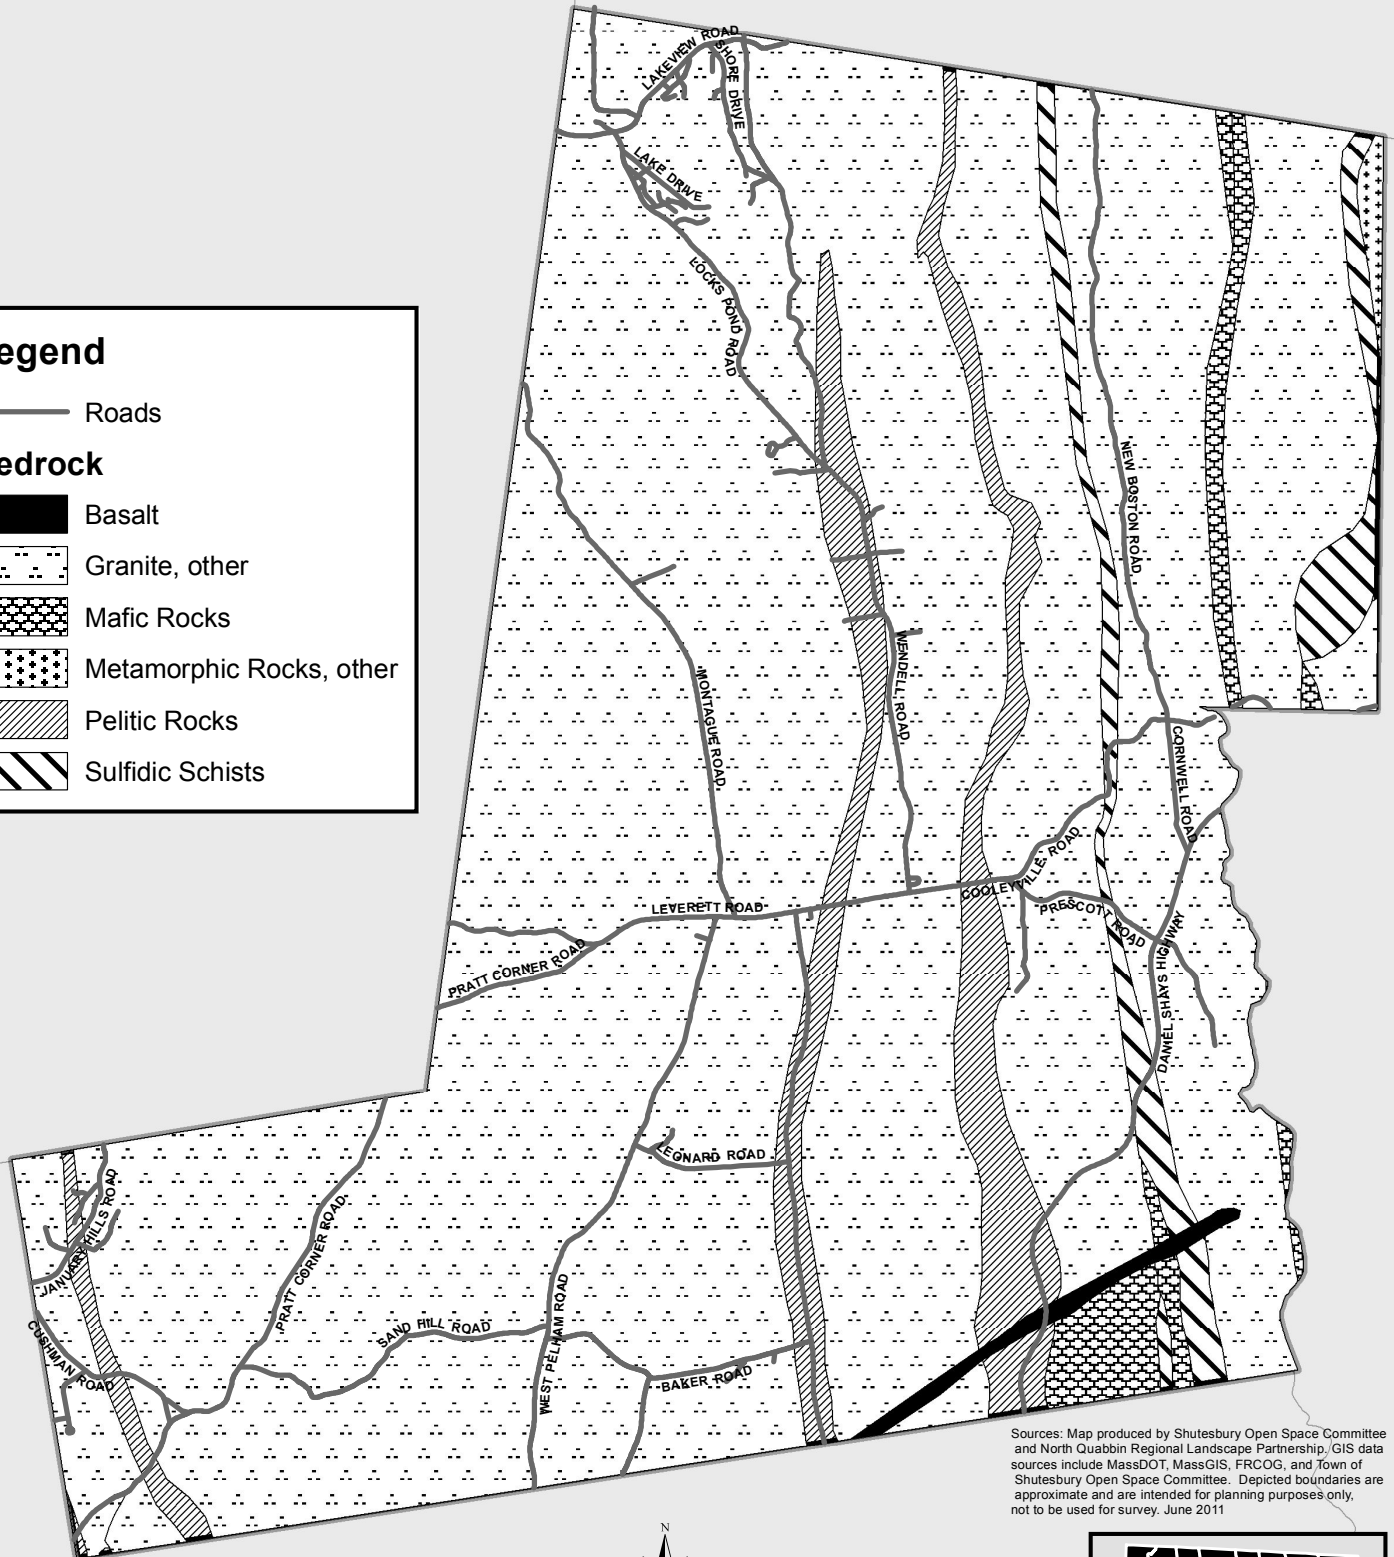 LAKEVIEW ROAD
SHORE DRIVE
LAKE DRIVE
LOCKS POND ROAD
egend
Roads
edrock
Basalt
Granite, other
Mafic Rocks
Metamorphic Rocks, other
Pelitic Rocks
Sulfidic Schists
NEW BOSTON ROAD
WENDELL ROAD
MONTAGUE ROAD
CORNWELL ROAD
COOLEYVILLE ROAD
LEVERETT ROAD
PRESCOTT ROAD
PRATT CORNER ROAD
DANIEL SHAYS HIGHWAY
LEONARD ROAD
JANUARY HILLS ROAD
PRATT CORNER ROAD
CUSHMAN ROAD
SAND HILL ROAD
WEST PELHAM ROAD
BAKER ROAD
Sources: Map produced by Shutesbury Open Space Committee
and North Quabbin Regional Landscape Partnership. GIS data
sources include MassDOT, MassGIS, FRCOG, and Town of
Shutesbury Open Space Committee. Depicted boundaries are
approximate and are intended for planning purposes only,
not to be used for survey. June 2011
N